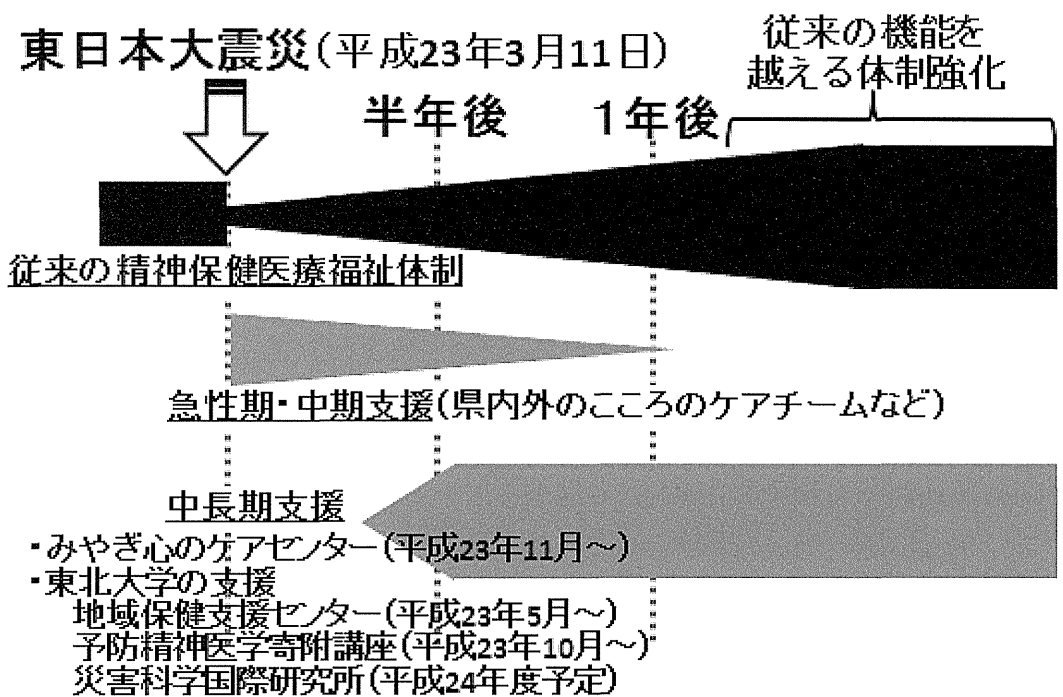 東日本大震災(平成23年3月11日)
従来の機能を
越える体制強化
半年後
1年後
従来の精神保健医療福祉体制
急性期・中期支援(県内外のこころのケアチームなど)
中長期支援
・みやぎ心のケアセンター(平成23年11月～)
・東北大学の支援
地域保健支援センター(平成23年5月～)
予防精神医学寄附講座(平成23年10月～)
災害科学国際研究所(平成24年度予定)